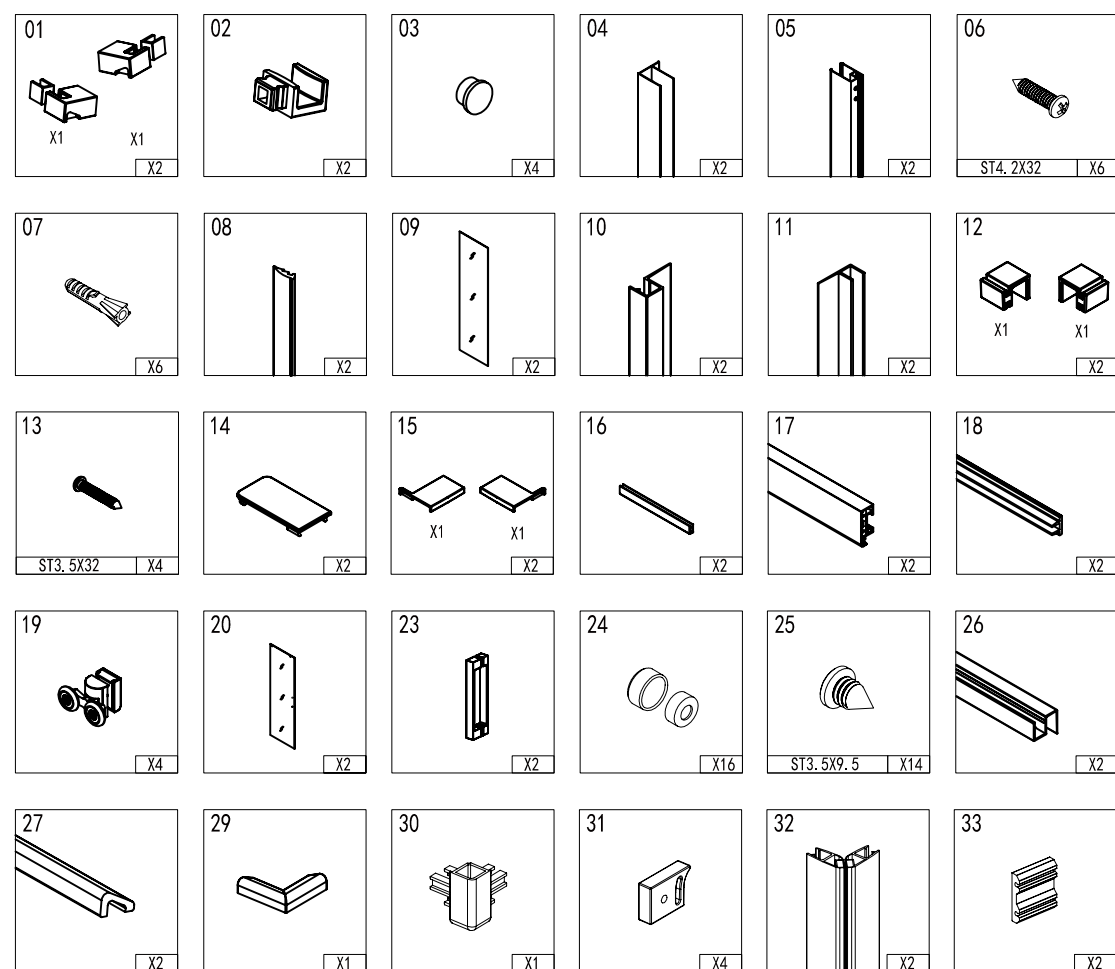 01 02 03 04 05 06
X1 X1
X2 X2 X4 X2 X2 ST4.2X32 X6
07 08 09 10 11 12
X1 X1
X6 X2 X2 X2 X2 X2
13 14 15 16 17 18
X1 X1
ST3.5X32 X4 X2 X2 X2 X2 X2
19 20 23 24 25 26
X4 X2 X2 X16 ST3.5X9.5 X14 X2
27 29 30 31 32 33
X2 X1 X1 X4 X2 X2